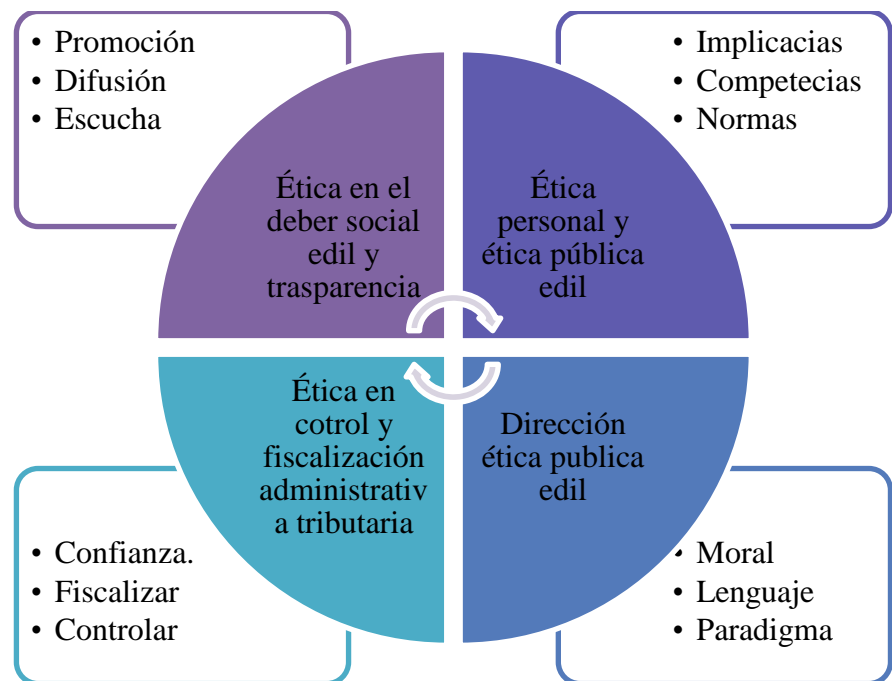 • Promoción
• Difusión
• Escucha
• Implicacias
• Competecias
• Normas
Ética en el
deber social
edil y
trasparencia
Ética
personal y
ética pública
edil
Ética en
cotrol y
fiscalización
administrativ
a tributaria
Dirección
ética publica
edil
• Confianza.
• Fiscalizar
• Controlar
• Moral
• Lenguaje
• Paradigma